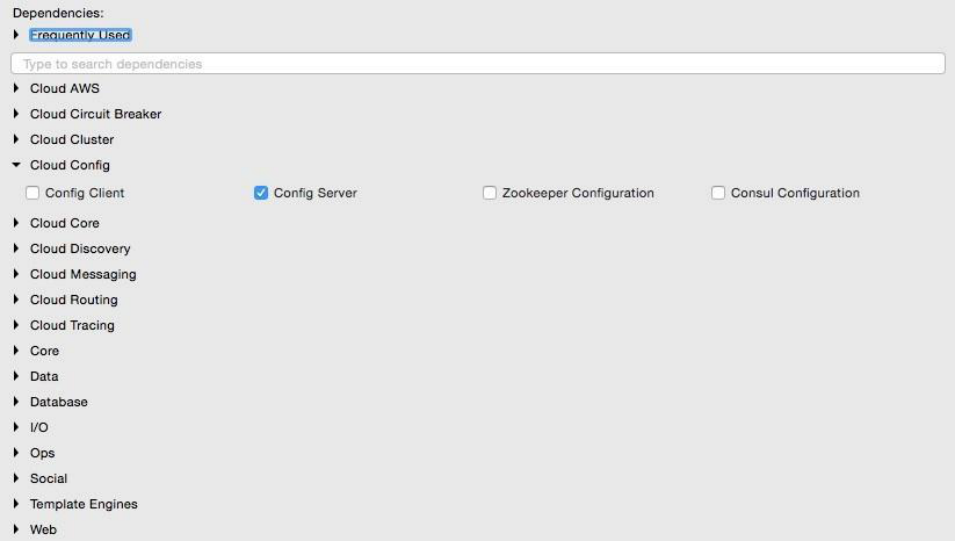 Dependencies:
Frequently Used
Type to search dependencies
Cloud AWS
Cloud Circuit Breaker
Cloud Cluster
Cloud Config
Config Client Config Server Zookeeper Configuration Consul Configuration
Cloud Core
Cloud Discovery
Cloud Messaging
Cloud Routing
Cloud Tracing
Core
Data
Database
I/O
Ops
Social
Template Engines
Web